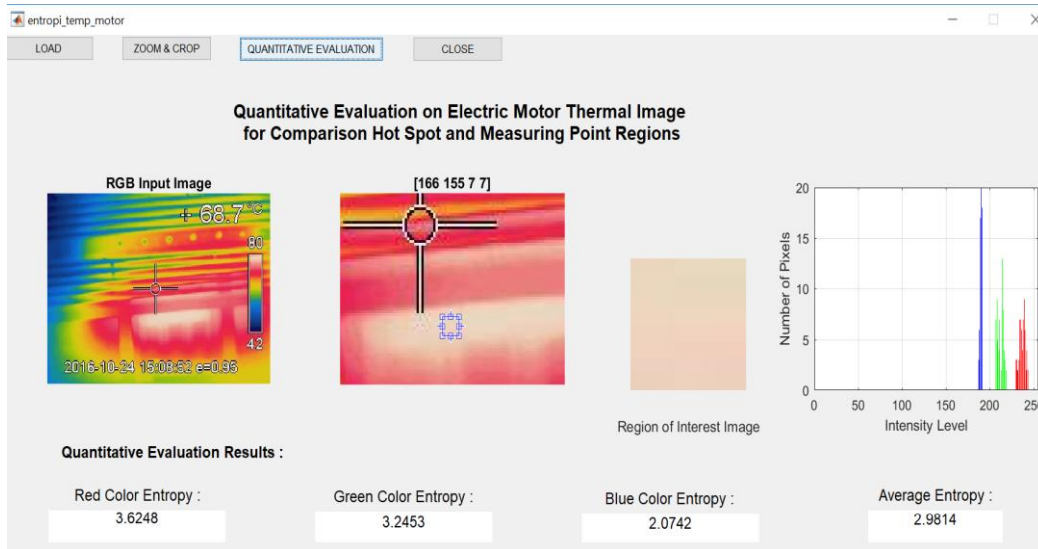 entropi_temp_motor
LOAD
ZOOM & CROP
QUANTITATIVE EVALUATION
CLOSE
Quantitative Evaluation on Electric Motor Thermal Image
for Comparison Hot Spot and Measuring Point Regions
RGB Input Image
[166 155 7 7]
+ 68.7 °C
80
42
2016-10-24 15:08:52 e=0.95
Region of Interest Image
20
15
10
5
0
Number of Pixels
0 50 100 150 200 25
Intensity Level
Quantitative Evaluation Results :
Red Color Entropy :
3.6248
Green Color Entropy :
3.2453
Blue Color Entropy :
2.0742
Average Entropy :
2.9814